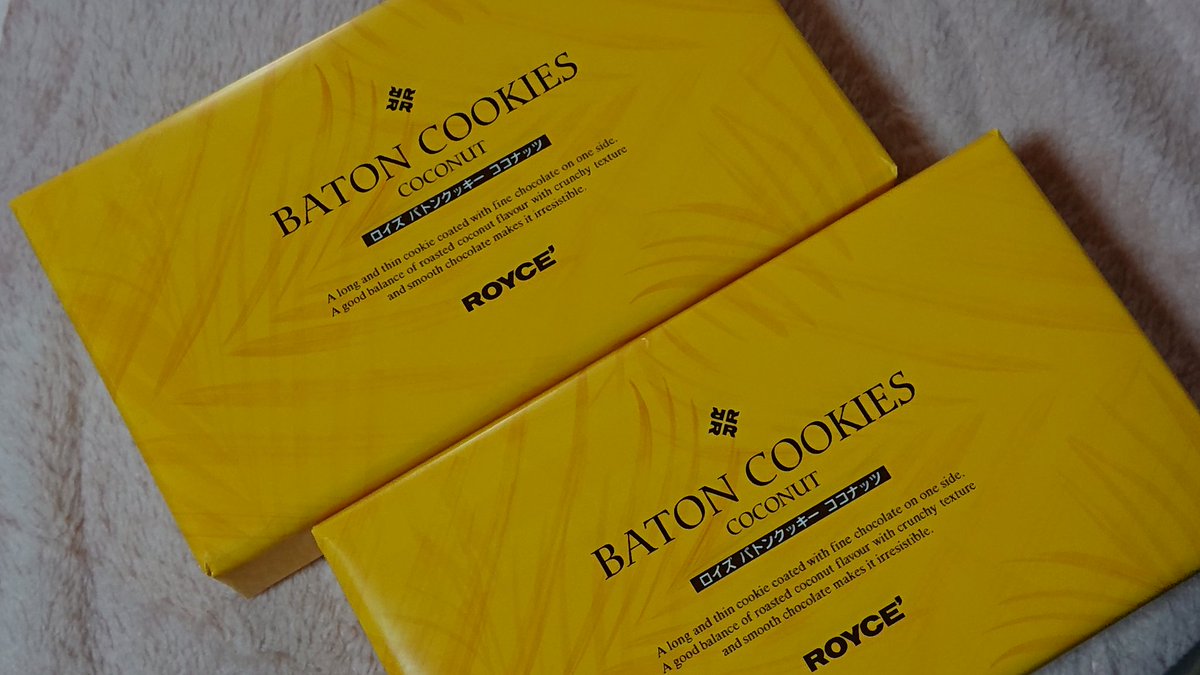 BATON COOKIES
COCONUT
ロイズ バトンクッキー ココナッツ
A long and thin cookie coated with fine chocolate on one side.
A good balance of roasted coconut flavour with crunchy texture
and smooth chocolate makes it irresistible.
ROYCE'
BATON COOKIES
COCONUT
ロイズ バトンクッキー ココナッツ
A long and thin cookie coated with fine chocolate on one side.
A good balance of roasted coconut flavour with crunchy texture
and smooth chocolate makes it irresistible.
ROYCE'